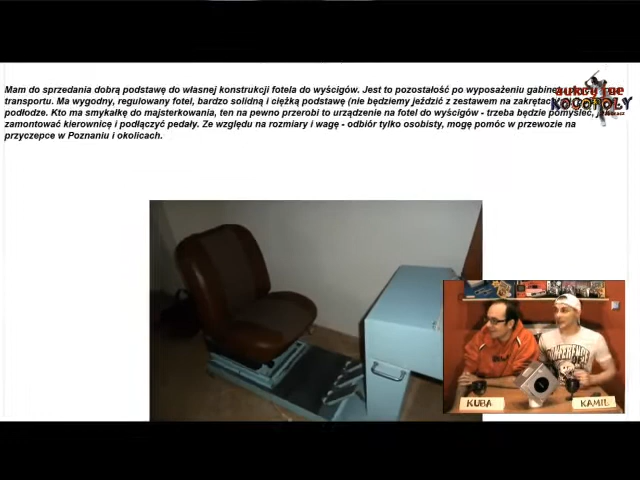 Mam do sprzedania dobrą podstawę do własnej konstrukcji fotela do wyścigów. Jest to pozostałość po wyposażeniu
transportu. Ma wygodny, regulowany fotel, bardzo solidną i ciężką podstawę (nie będziemy jeździć z zestawem na
podłodze. Kto ma smykałkę do majsterkowania, ten na pewno przerobi to urządzenie na fotel do wyścigów - trzeba będzie pomyśleć,
zamontować kierownicę i podłączyć pedały. Ze względu na rozmiary i wagę - odbiór tylko osobisty, mogę pomóc w przewozie na
przyczepce w Poznaniu i okolicach.
KUBA
KAMIL